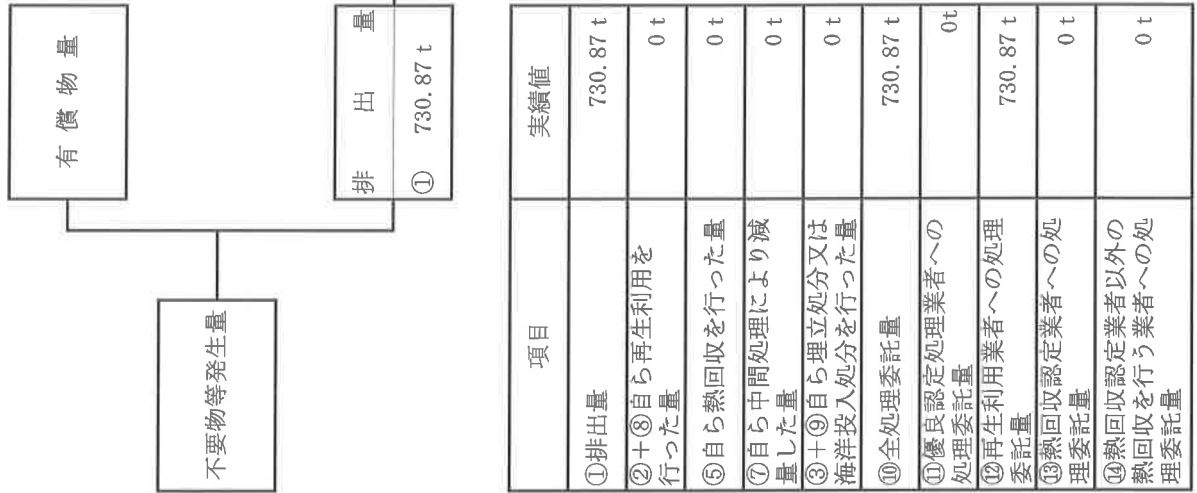 不要物等発生量
有償物量
排出量
① 730.87 t
項目
実績値
①排出量
730.87 t
②+⑧自ら再生利用を
行った量
0 t
⑤自ら熱回収を行った量
0 t
⑦自ら中間処理により減
量した量
0 t
③+⑨自ら埋立処分又は
海洋投入処分を行った量
0 t
⑩全処理委託量
730.87 t
⑪優良認定処理業者への
処理委託量
0t
⑫再生利用業者への処理
委託量
730.87 t
⑬熱回収認定業者への処
理委託量
0 t
⑭熱回収認定業者以外の
熱回収を行う業者への処
理委託量
0 t